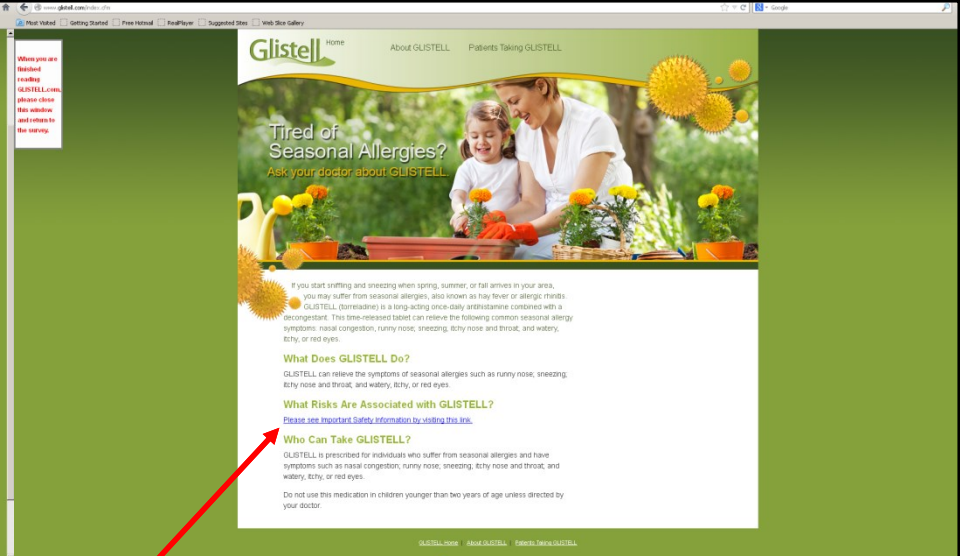 www.glistell.com/index.cfm
Google
Most Visited Getting Started Free Hotmail RealPlayer Suggested Sites Web Slice Gallery
When you are
finished
reading
GLISTELL.com,
please close
this window
and return to
the survey.
Glistell
Home About GLISTELL Patients Taking GLISTELL
Tired of
Seasonal Allergies?
Ask your doctor about GLISTELL.
If you start sniffing and sneezing when spring, summer, or fall arrives in your area,
you may suffer from seasonal allergies, also known as hay fever or allergic rhinitis
GLISTELL (torreladine) is a long-acting once-daily antihistamine combined with a
decongestant. This time-released tablet can relieve the following common seasonal allergy
symptoms: nasal congestion, runny nose; sneezing, itchy nose and throat; and watery,
itchy, or red eyes.
What Does GLISTELL Do?
GLISTELL can relieve the symptoms of seasonal allergies such as runny nose; sneezing;
itchy nose and throat; and watery, itchy, or red eyes.
What Risks Are Associated with GLISTELL?
Please see Important Safety Information by visiting this link.
Who Can Take GLISTELL?
GLISTELL is prescribed for individuals who suffer from seasonal allergies and have
symptoms such as nasal congestion; runny nose; sneezing; itchy nose and throat; and
watery, itchy, or red eyes.
Do not use this medication in children younger than two years of age unless directed by
your doctor.
GLISTELL Home | About GLISTELL | Patients Taking GLISTELL